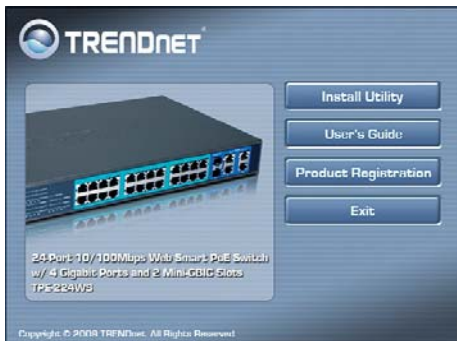 TRENDNET
Install Utility
User's Guide
Product Registration
Exit
24-Port 10/100Mbps Web Smart PoE Switch
w/ 4 Gigabit Ports and 2 Mini-GBIC Slots
TPE-224WS
Copyright © 2008 TRENDnet. All Rights Reserved.